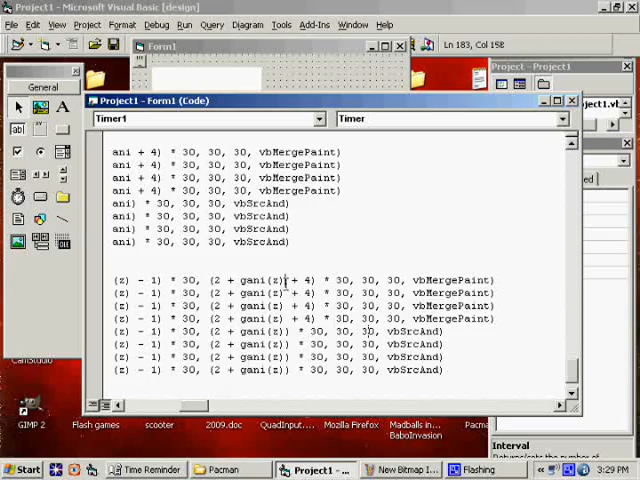 Project1 - Microsoft Visual Basic [design]
File Edit View Project Format Debug Run Query Diagram Tools Add-Ins Window Help
Ln 183, Col 158
Form1
General
Project - Project1
Project1 - Form1 (Code)
Timer1 Timer
ani + 4) * 30, 30, 30, vbMergePaint)
ani + 4) * 30, 30, 30, vbMergePaint)
ani + 4) * 30, 30, 30, vbMergePaint)
ani + 4) * 30, 30, 30, vbMergePaint)
ani) * 30, 30, 30, vbSrcAnd)
ani) * 30, 30, 30, vbSrcAnd)
ani) * 30, 30, 30, vbSrcAnd)
ani) * 30, 30, 30, vbSrcAnd)
(z) - 1) * 30, (2 + gani(z) + 4) * 30, 30, 30, vbMergePaint)
(z) - 1) * 30, (2 + gani(z) + 4) * 30, 30, 30, vbMergePaint)
(z) - 1) * 30, (2 + gani(z) + 4) * 30, 30, 30, vbMergePaint)
(z) - 1) * 30, (2 + gani(z) + 4) * 30, 30, 30, vbMergePaint)
(z) - 1) * 30, (2 + gani(z)) * 30, 30, 30, vbSrcAnd)
(z) - 1) * 30, (2 + gani(z)) * 30, 30, 30, vbSrcAnd)
(z) - 1) * 30, (2 + gani(z)) * 30, 30, 30, vbSrcAnd)
(z) - 1) * 30, (2 + gani(z)) * 30, 30, 30, vbSrcAnd)
CamStudio
GIMP 2
Flash games
scooter
2009.doc
QuadInput....
Mozilla Firefox
Madballs in ...
BaboInvasion
Pacma
Interval
Returns/sets the number of
Start Time Reminder Pacman Project1 - ... New Bitmap I... Flashing 3:29 PM